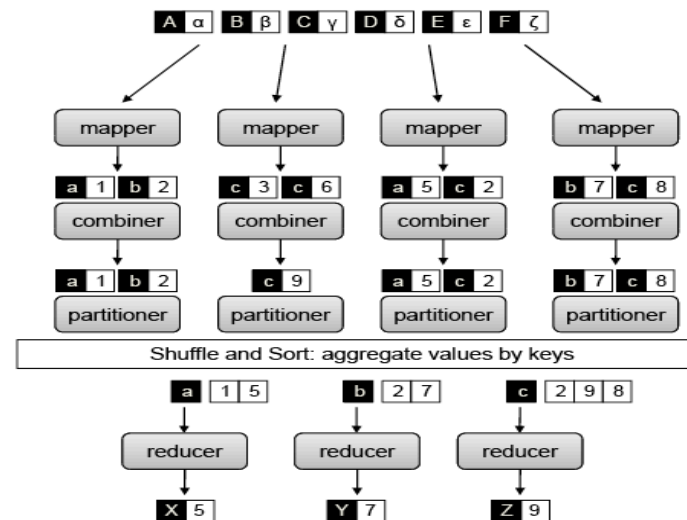 A α B β C γ D δ E ε F ζ
mapper mapper mapper mapper
a 1 b 2 c 3 c 6 a 5 c 2 b 7 c 8
combiner combiner combiner combiner
a 1 b 2 c 9 a 5 c 2 b 7 c 8
partitioner partitioner partitioner partitioner
Shuffle and Sort: aggregate values by keys
a 1 5 b 2 7 c 2 9 8
reducer reducer reducer
X 5 Y 7 Z 9